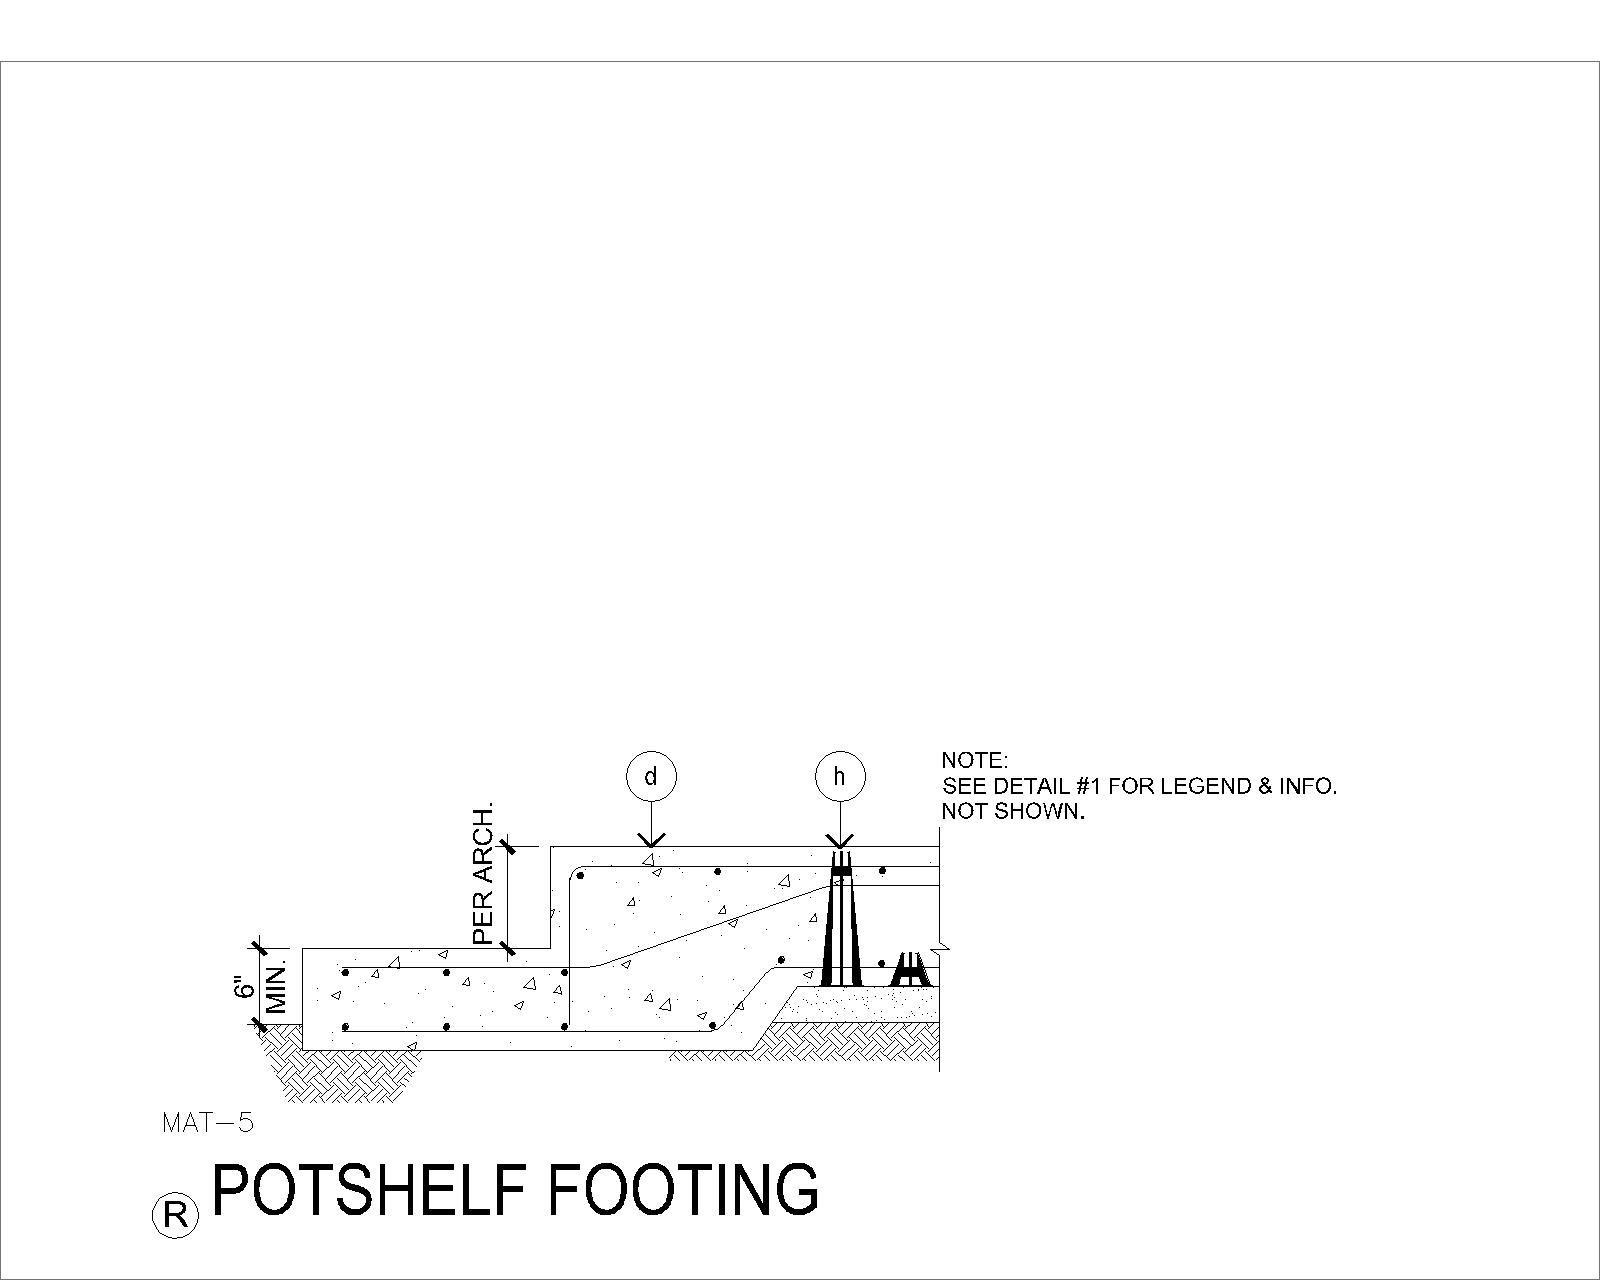 d
h
NOTE:
SEE DETAIL #1 FOR LEGEND & INFO.
NOT SHOWN.
PER ARCH.
6"
MIN.
MAT-5
R POTSHELF FOOTING